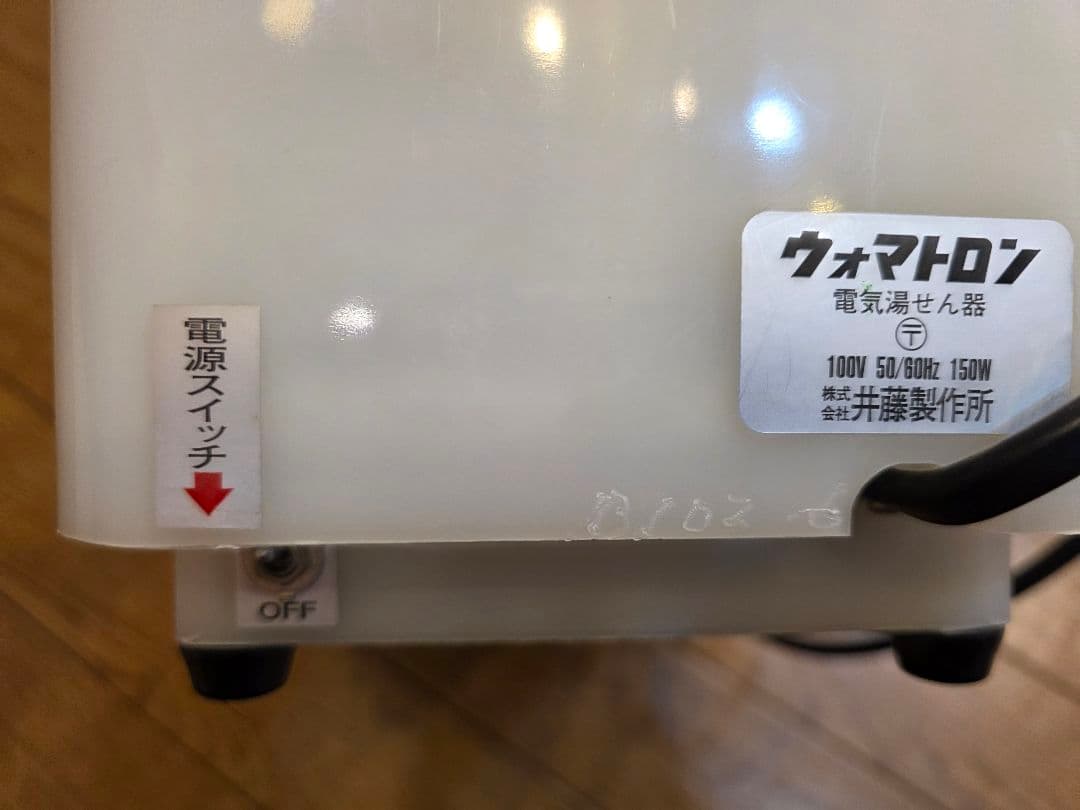 電源スイッチ
OFF
ウォマトロン
電気湯せん器
〒
100V 50/60Hz 150W
株式会社 井藤製作所